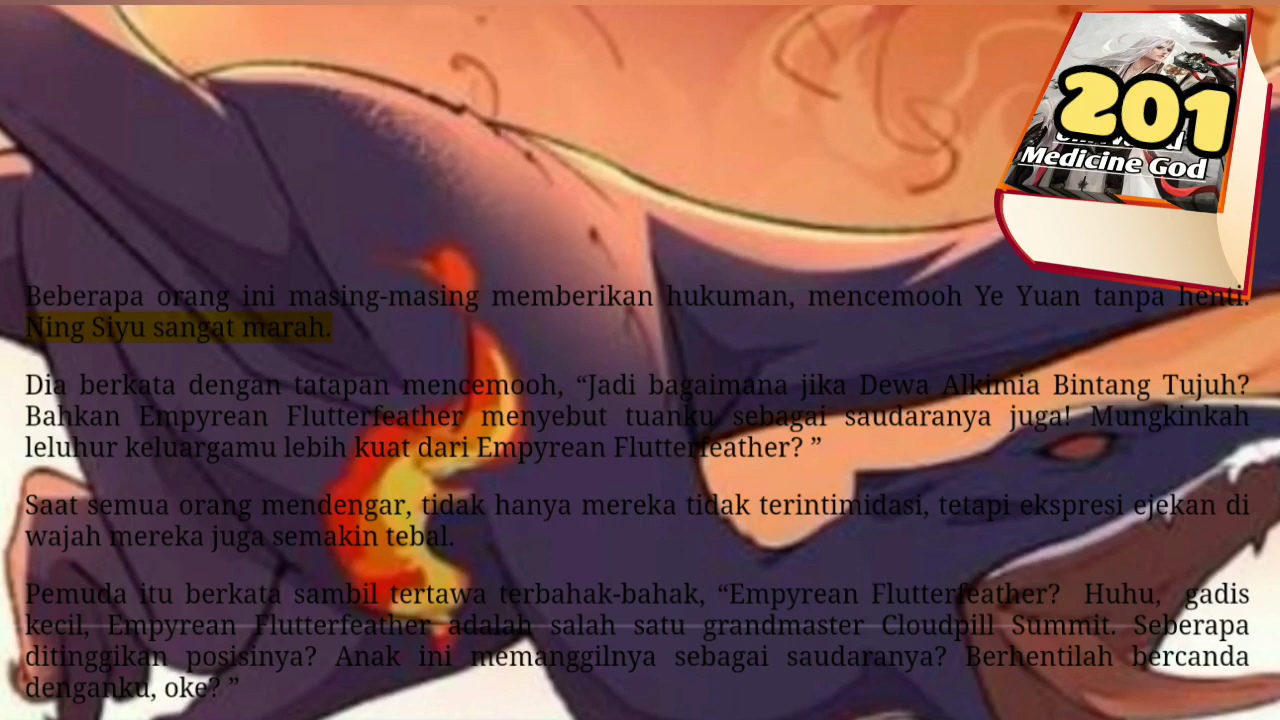 201
Medicine God
Beberapa orang ini masing-masing memberikan hukuman, mencemooh Ye Yuan tanpa henti.
Ning Siyu sangat marah.
Dia berkata dengan tatapan mencemooh, “Jadi bagaimana jika Dewa Alkimia Bintang Tujuh?
Bahkan Empyrean Flutterfeather menyebut tuanku sebagai saudaranya juga! Mungkinkah
leluhur keluargamu lebih kuat dari Empyrean Flutterfeather? ”
Saat semua orang mendengar, tidak hanya mereka tidak terintimidasi, tetapi ekspresi ejekan di
wajah mereka juga semakin tebal.
Pemuda itu berkata sambil tertawa terbahak-bahak, “Empyrean Flutterfeather? Huhu, gadis
kecil, Empyrean Flutterfeather adalah salah satu grandmaster Cloudpill Summit. Seberapa
ditinggikan posisinya? Anak ini memanggilnya sebagai saudaranya? Berhentilah bercanda
denganku, oke? ”